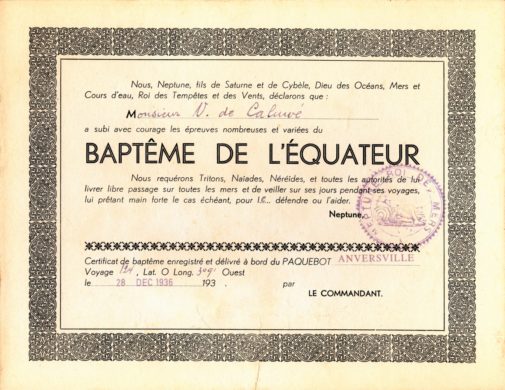 Nous, Neptune, fils de Saturne et de Cybèle, Dieu des Océans, Mers et
Cours d'eau, Roi des Tempêtes et des Vents, déclarons que :
Monsieur V. de Caluwé
a subi avec courage les épreuves nombreuses et variées du
BAPTÊME DE L'ÉQUATEUR
Nous requérons Tritons, Naïades, Néréides, et toutes les autorités de lui
livrer libre passage sur toutes les mers et de veiller sur ses jours pendant ses voyages,
lui prêtant main forte le cas échéant, pour l défendre ou l'aider.
Neptune,
ROI DES MERS
Certificat de baptême enregistré et délivré à bord du PAQUEBOT ANVERSVILLE
Voyage Lat. O Long. Ouest
le 28 DEC 1936 193 . par
LE COMMANDANT.